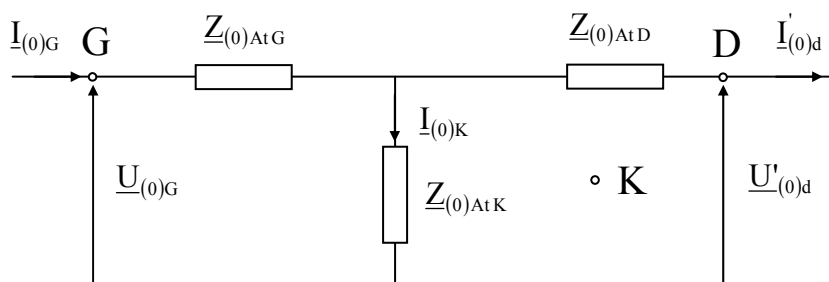 I(0)G
G
Z(0)At G
Z(0)At D
D
I'(0)d
I(0)K
U(0)G
Z(0)At K
K
U'(0)d